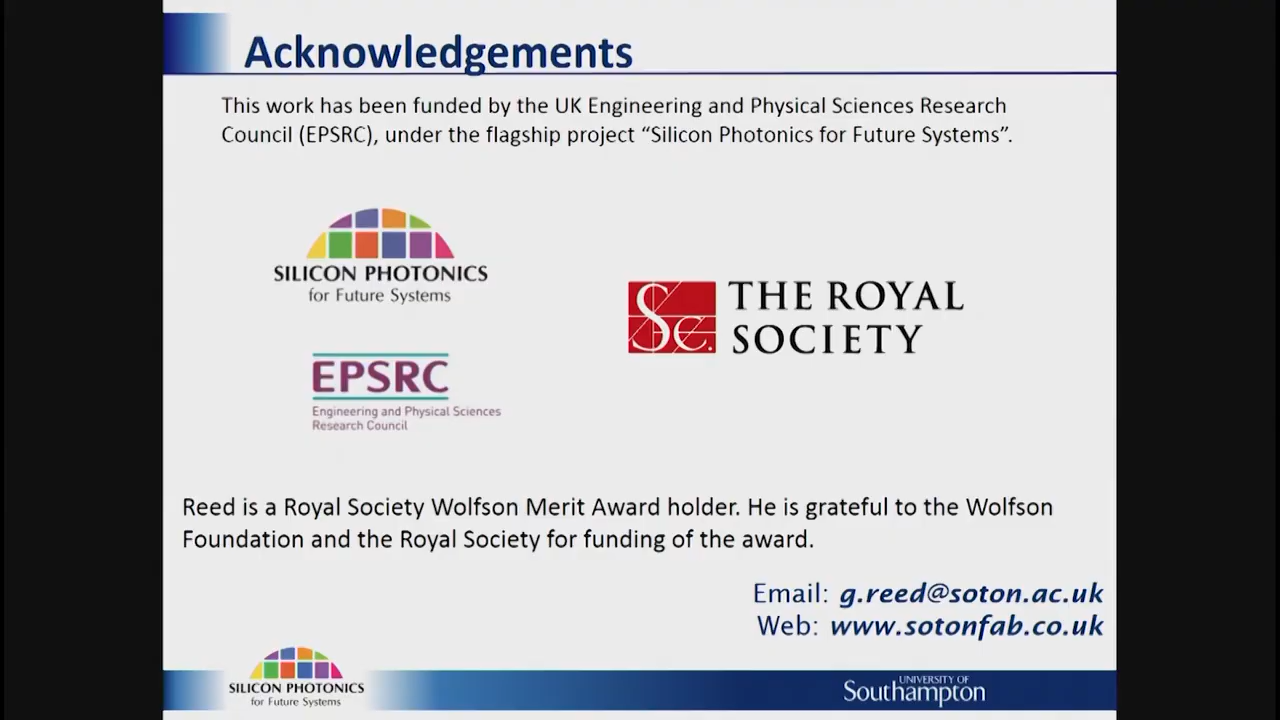 Acknowledgements
This work has been funded by the UK Engineering and Physical Sciences Research
Council (EPSRC), under the flagship project “Silicon Photonics for Future Systems”.
SILICON PHOTONICS
for Future Systems
Sc.
THE ROYAL
SOCIETY
EPSRC
Engineering and Physical Sciences
Research Council
Reed is a Royal Society Wolfson Merit Award holder. He is grateful to the Wolfson
Foundation and the Royal Society for funding of the award.
Email: g.reed@soton.ac.uk
Web: www.sotonfab.co.uk
SILICON PHOTONICS
for Future Systems
UNIVERSITY OF
Southampton